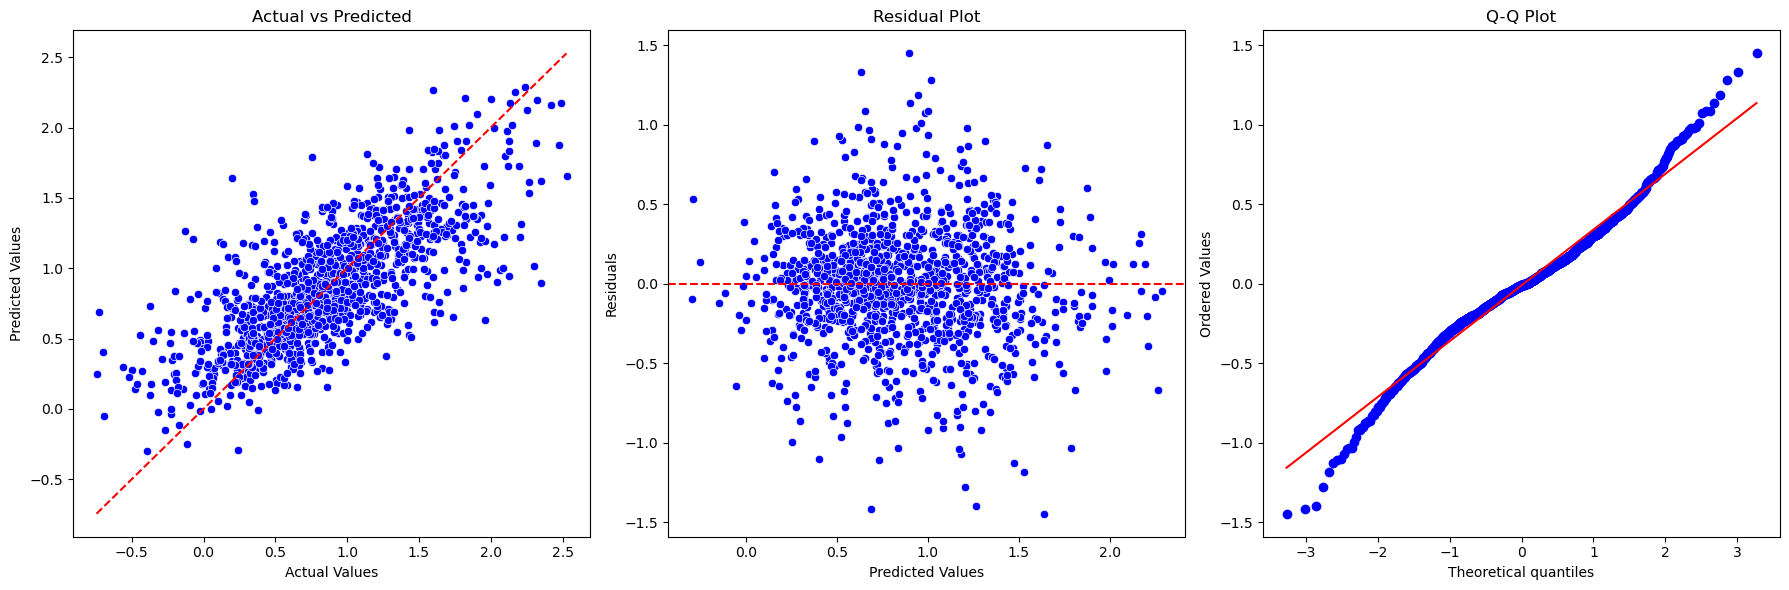 Actual vs Predicted
Predicted Values
2.5
2.0
1.5
1.0
0.5
0.0
−0.5
−0.5 0.0 0.5 1.0 1.5 2.0 2.5
Actual Values
Residual Plot
Residuals
1.5
1.0
0.5
0.0
−0.5
−1.0
−1.5
0.0 0.5 1.0 1.5 2.0
Predicted Values
Q-Q Plot
Ordered Values
1.5
1.0
0.5
0.0
−0.5
−1.0
−1.5
−3 −2 −1 0 1 2 3
Theoretical quantiles